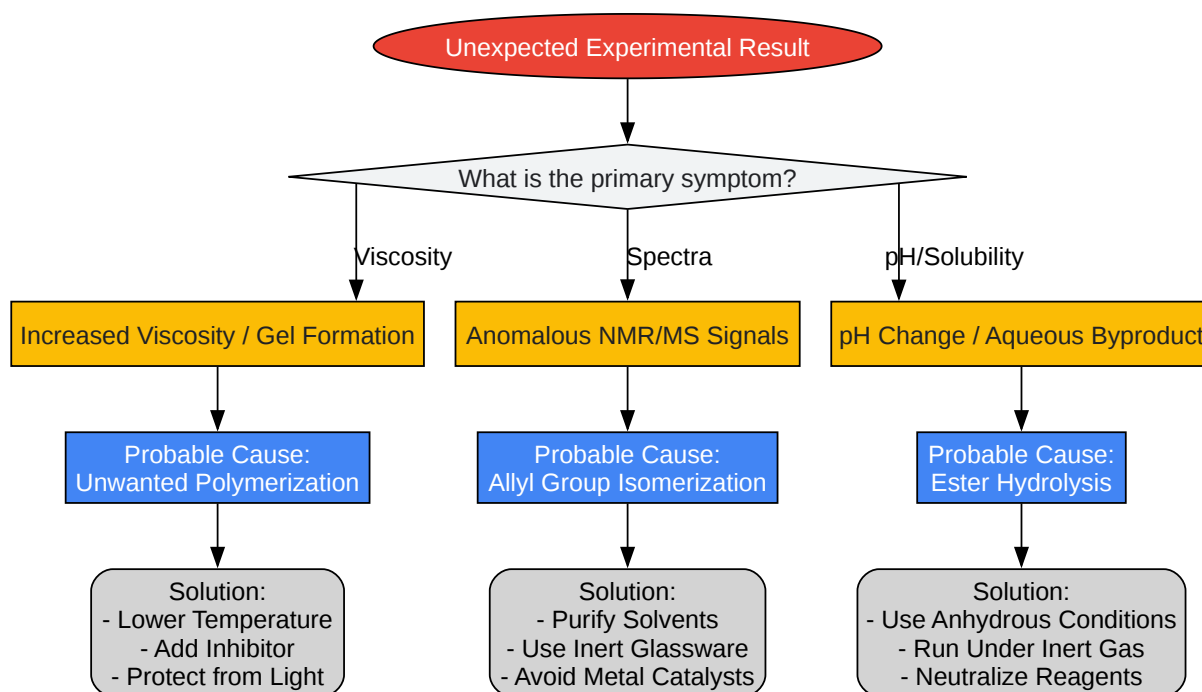 Unexpected Experimental Result
What is the primary symptom?
Viscosity
Spectra
pH/Solubility
Increased Viscosity / Gel Formation
Anomalous NMR/MS Signals
pH Change / Aqueous Byproduct
Probable Cause:
Unwanted Polymerization
Probable Cause:
Allyl Group Isomerization
Probable Cause:
Ester Hydrolysis
Solution:
- Lower Temperature
- Add Inhibitor
- Protect from Light
Solution:
- Purify Solvents
- Use Inert Glassware
- Avoid Metal Catalysts
Solution:
- Use Anhydrous Conditions
- Run Under Inert Gas
- Neutralize Reagents